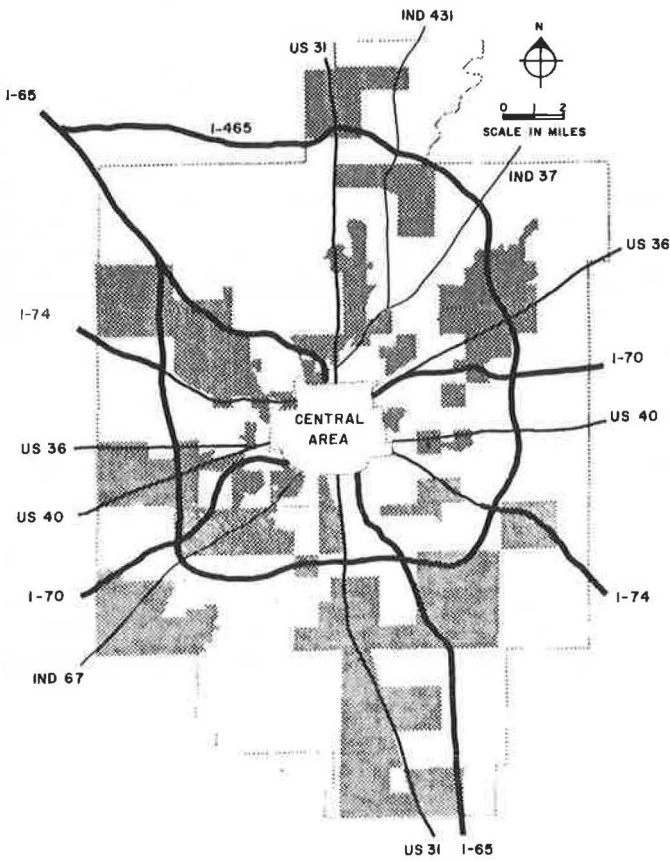 IND 431
US 31
N
I-65
I-465
0 1 2
SCALE IN MILES
IND 37
US 36
I-74
I-70
CENTRAL
AREA
US 40
US 36
US 40
I-70
I-74
IND 67
US 31
I-65